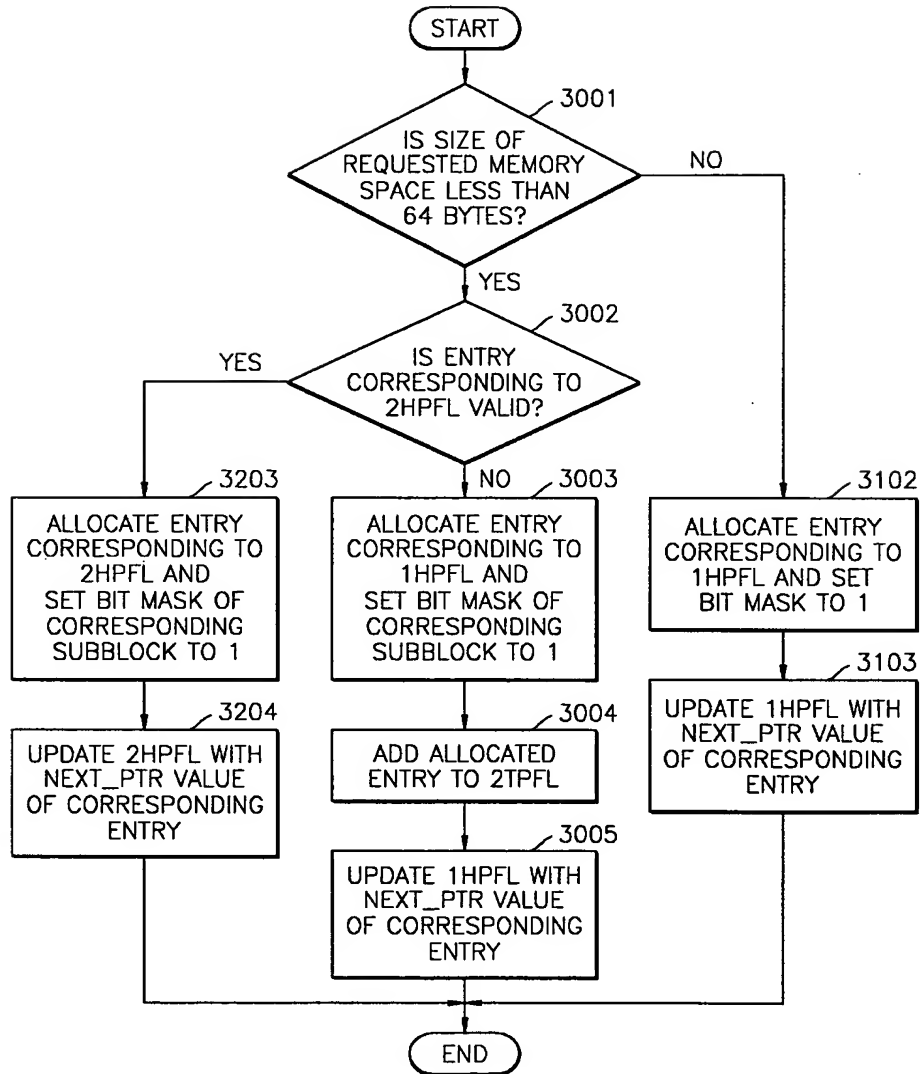 START
3001
IS SIZE OF
REQUESTED MEMORY
SPACE LESS THAN
64 BYTES?
NO
YES
3002
IS ENTRY
CORRESPONDING TO
2HPFL VALID?
YES
NO
3203
ALLOCATE ENTRY
CORRESPONDING TO
2HPFL AND
SET BIT MASK OF
CORRESPONDING
SUBBLOCK TO 1
3003
ALLOCATE ENTRY
CORRESPONDING TO
1HPFL AND
SET BIT MASK OF
CORRESPONDING
SUBBLOCK TO 1
3102
ALLOCATE ENTRY
CORRESPONDING TO
1HPFL AND SET
BIT MASK TO 1
3204
UPDATE 2HPFL WITH
NEXT_PTR VALUE
OF CORRESPONDING
ENTRY
3004
ADD ALLOCATED
ENTRY TO 2TPFL
3103
UPDATE 1HPFL WITH
NEXT_PTR VALUE
OF CORRESPONDING
ENTRY
3005
UPDATE 1HPFL WITH
NEXT_PTR VALUE
OF CORRESPONDING
ENTRY
END